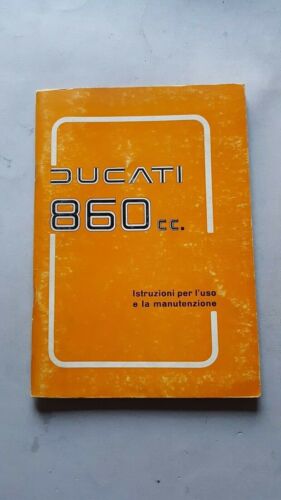 DUCATI
860 cc.
Istruzioni per l'uso
e la manutenzione